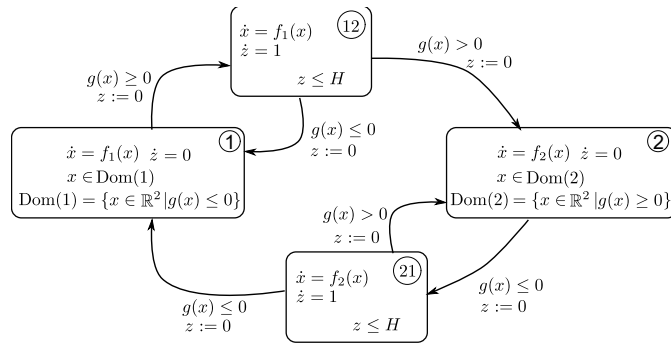 12
ẋ = f₁(x)
ż = 1
z ≤ H
g(x) > 0
z := 0
g(x) ≥ 0
z := 0
g(x) ≤ 0
z := 0
1
ẋ = f₁(x) ż = 0
x ∈ Dom(1)
Dom(1) = {x ∈ ℝ² |g(x) ≤ 0}
2
ẋ = f₂(x) ż = 0
x ∈ Dom(2)
Dom(2) = {x ∈ ℝ² |g(x) ≥ 0}
g(x) > 0
z := 0
21
ẋ = f₂(x)
ż = 1
z ≤ H
g(x) ≤ 0
z := 0
g(x) ≤ 0
z := 0